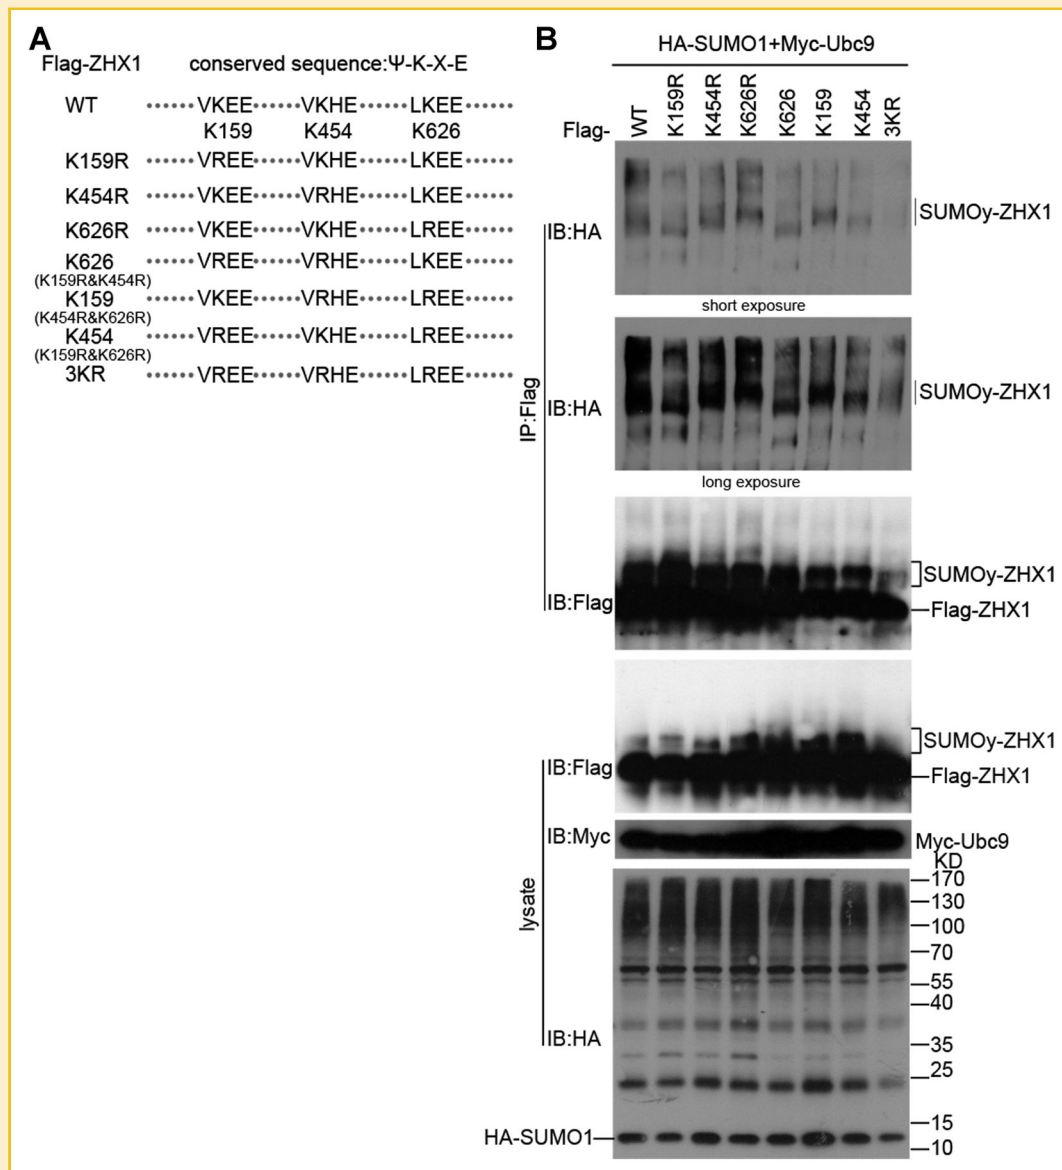 A
Flag-ZHX1 conserved sequence:Ψ-K-X-E
WT ······VKEE······VKHE······LKEE······
K159 K454 K626
K159R ······VREE······VKHE······LKEE······
K454R ······VKEE······VRHE······LKEE······
K626R ······VKEE······VKHE······LREE······
K626 ······VREE······VRHE······LKEE······
(K159R&K454R)
K159 ······VKEE······VRHE······LREE······
(K454R&K626R)
K454 ······VREE······VKHE······LREE······
(K159R&K626R)
3KR ······VREE······VRHE······LREE······
B
HA-SUMO1+Myc-Ubc9
Flag- WT K159R K454R K626R K626 K159 K454 3KR
IP:Flag
IB:HA SUMOy-ZHX1
short exposure
IB:HA SUMOy-ZHX1
long exposure
SUMOy-ZHX1
IB:Flag Flag-ZHX1
lysate
SUMOy-ZHX1
IB:Flag Flag-ZHX1
IB:Myc Myc-Ubc9
KD
170
130
100
70
55
40
IB:HA 35
25
15
HA-SUMO1 10